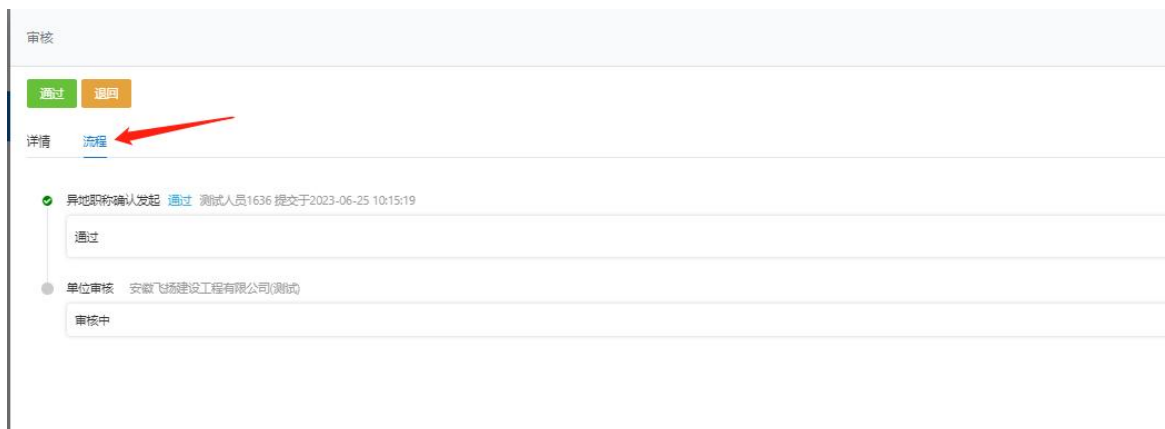 审核
通过 退回
详情 流程
异地职称确认发起 通过 测试人员1636 提交于2023-06-25 10:15:19
通过
单位审核 安徽飞扬建设工程有限公司(测试)
审核中